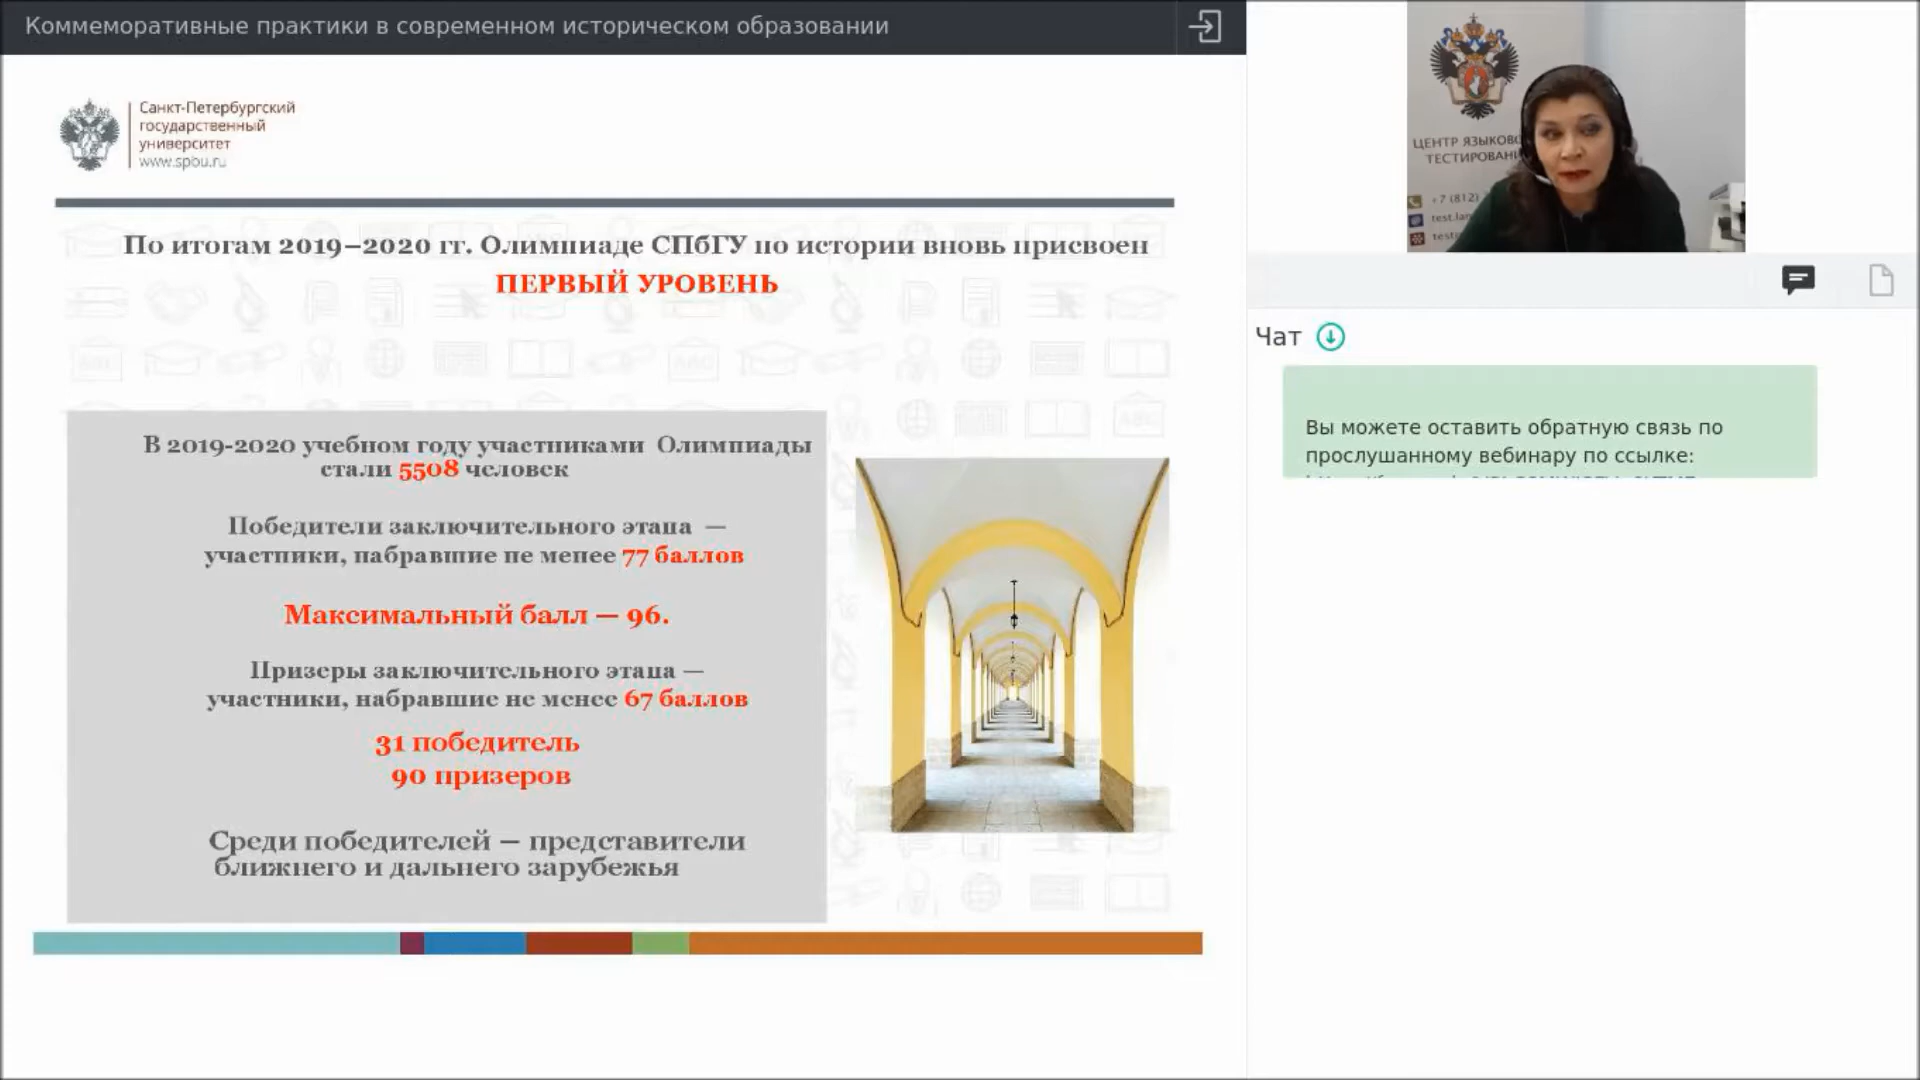 Коммеморативные практики в современном историческом образовании
Санкт-Петербургский
государственный
университет
www.spbu.ru
По итогам 2019–2020 гг. Олимпиаде СПбГУ по истории вновь присвоен
ПЕРВЫЙ УРОВЕНЬ
В 2019-2020 учебном году участниками Олимпиады
стали 5508 человек
Победители заключительного этапа —
участники, набравшие не менее 77 баллов
Максимальный балл — 96.
Призеры заключительного этапа —
участники, набравшие не менее 67 баллов
31 победитель
90 призеров
Среди победителей — представители
ближнего и дальнего зарубежья
ЦЕНТР ЯЗЫКОВО
ТЕСТИРОВАНИ
+7 (812)
test.lan
Чат
Вы можете оставить обратную связь по
прослушанному вебинару по ссылке: